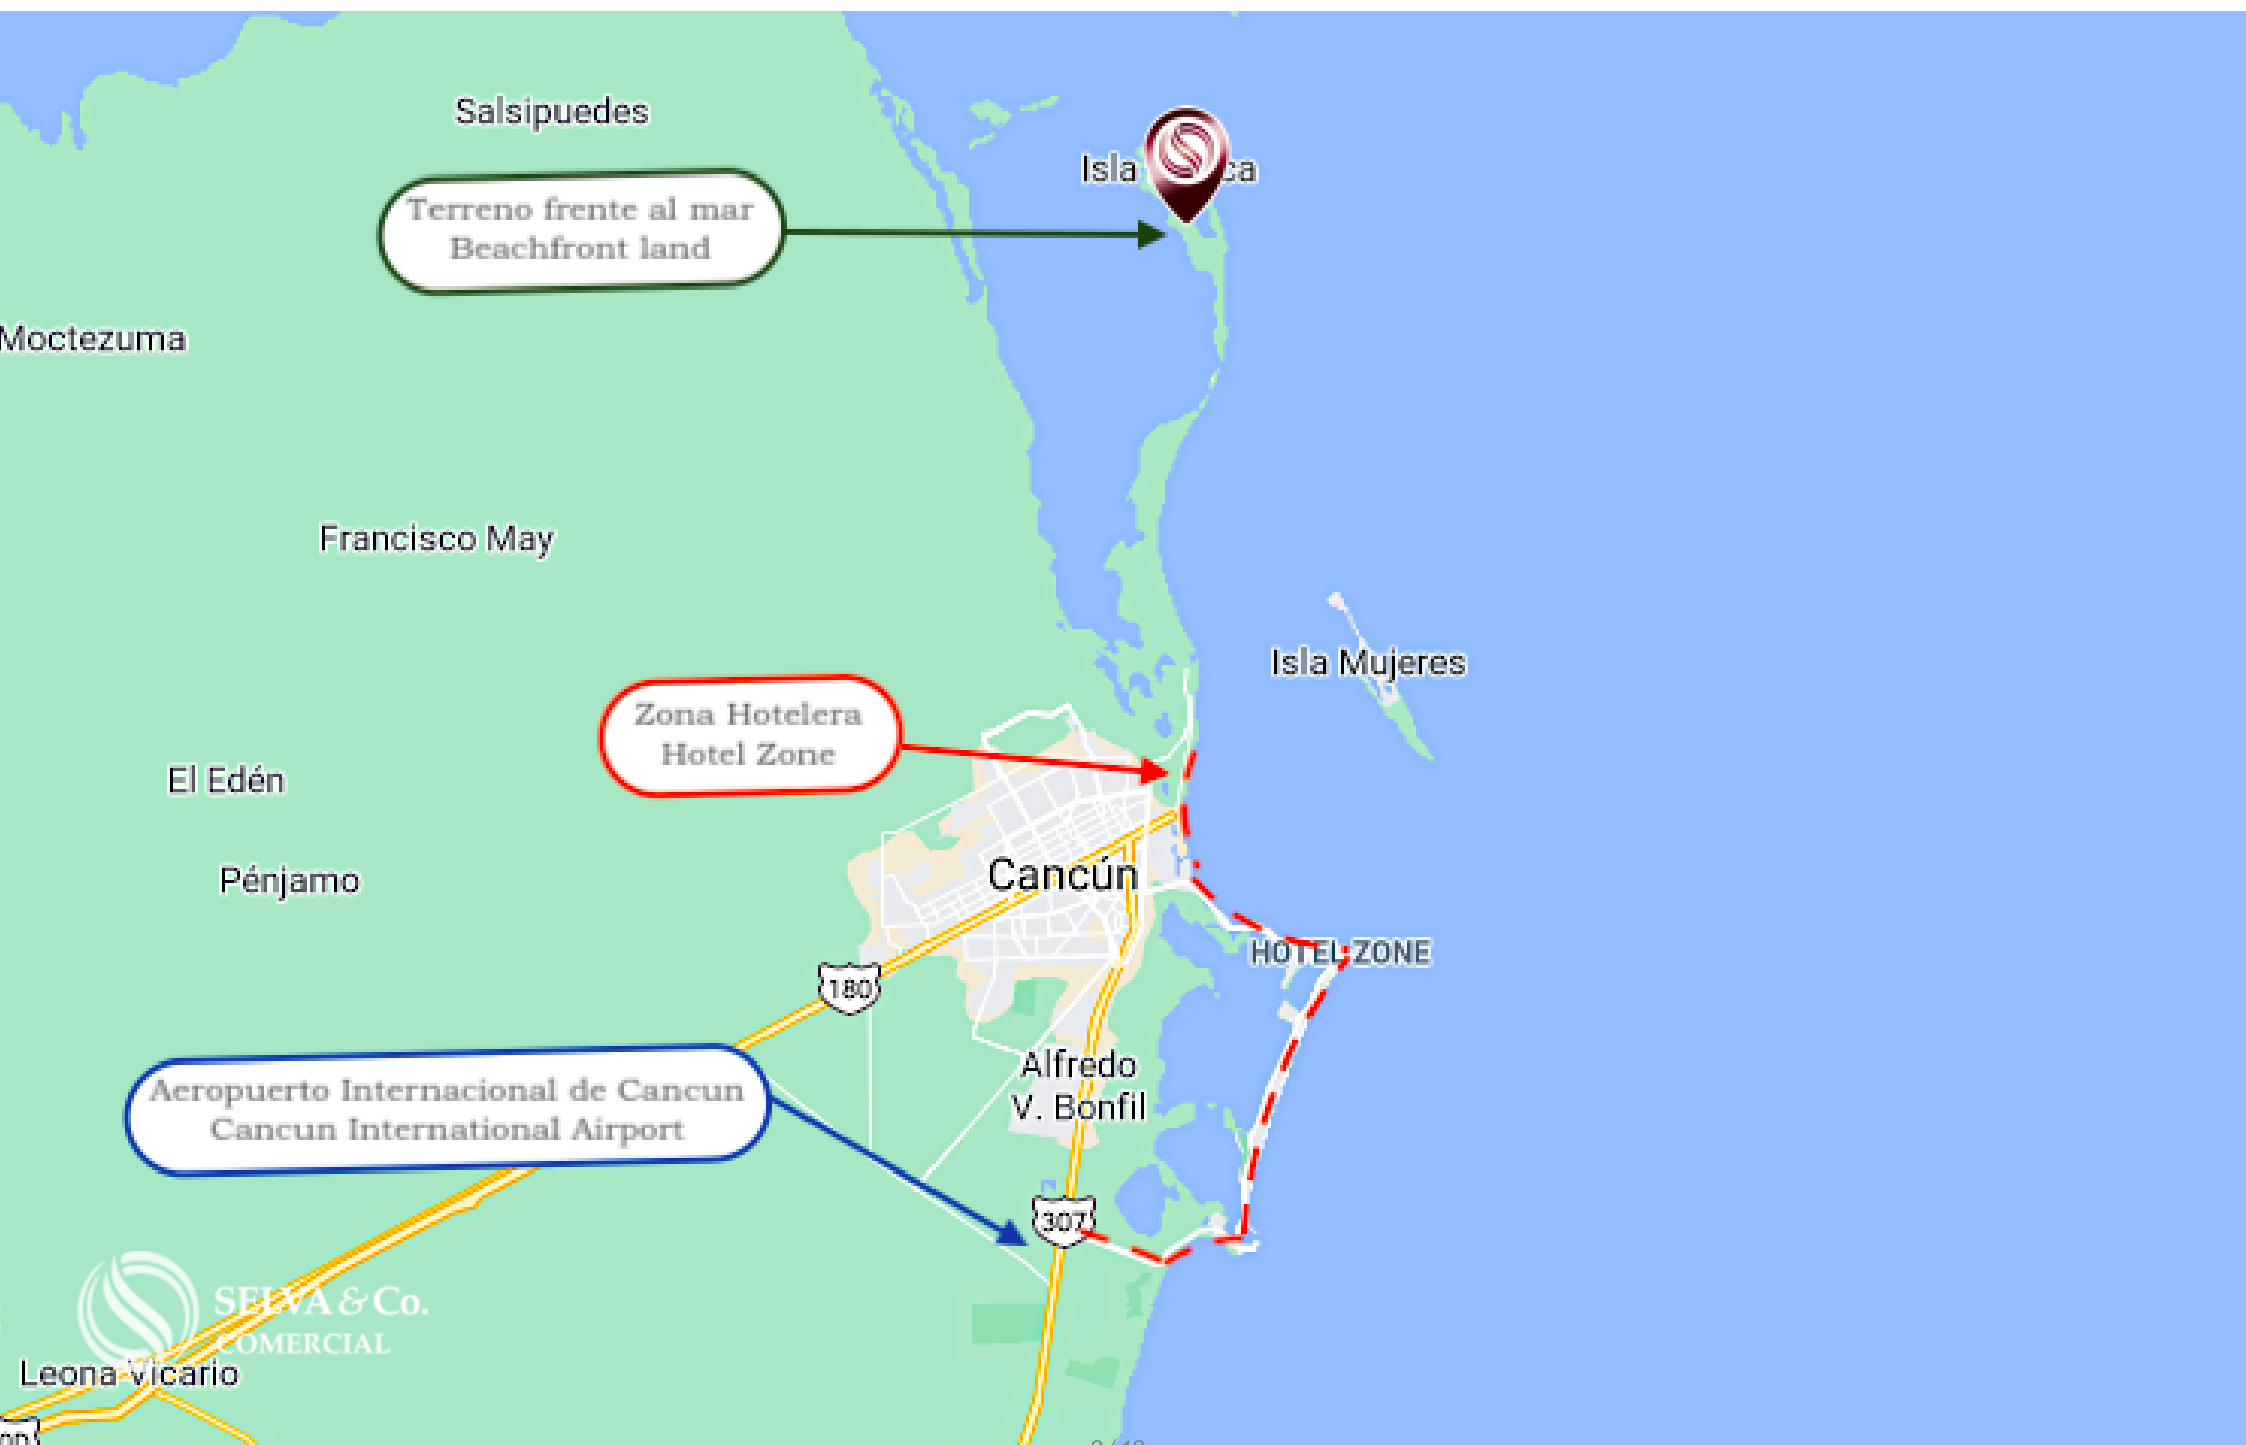 Salsipuedes
Isla
ca
Terreno frente al mar
Beachfront land
Moctezuma
Francisco May
Isla Mujeres
Zona Hotelera
Hotel Zone
El Edén
Pénjamo
Cancún
HOTEL ZONE
180
Alfredo
V. Bonfil
Aeropuerto Internacional de Cancun
Cancun International Airport
307
SELVA & Co.
COMERCIAL
Leona Vicario